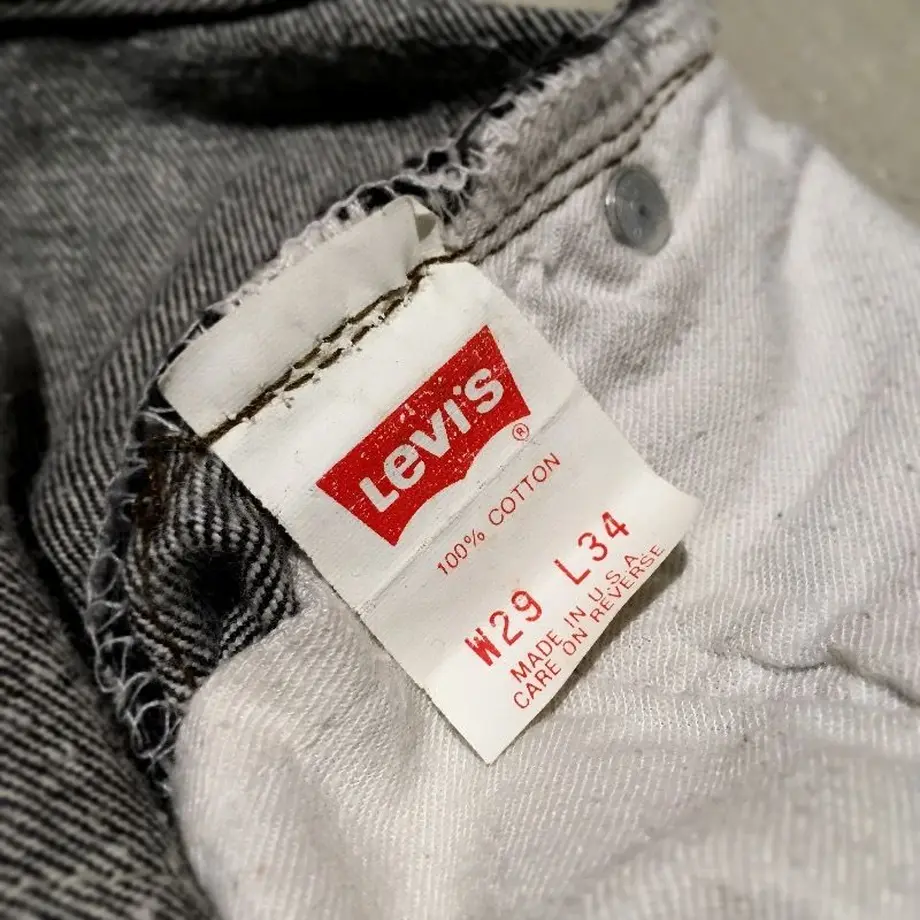 Levi's ®
100% COTTON
W29 L34
MADE IN U.S.A.
CARE ON REVERSE